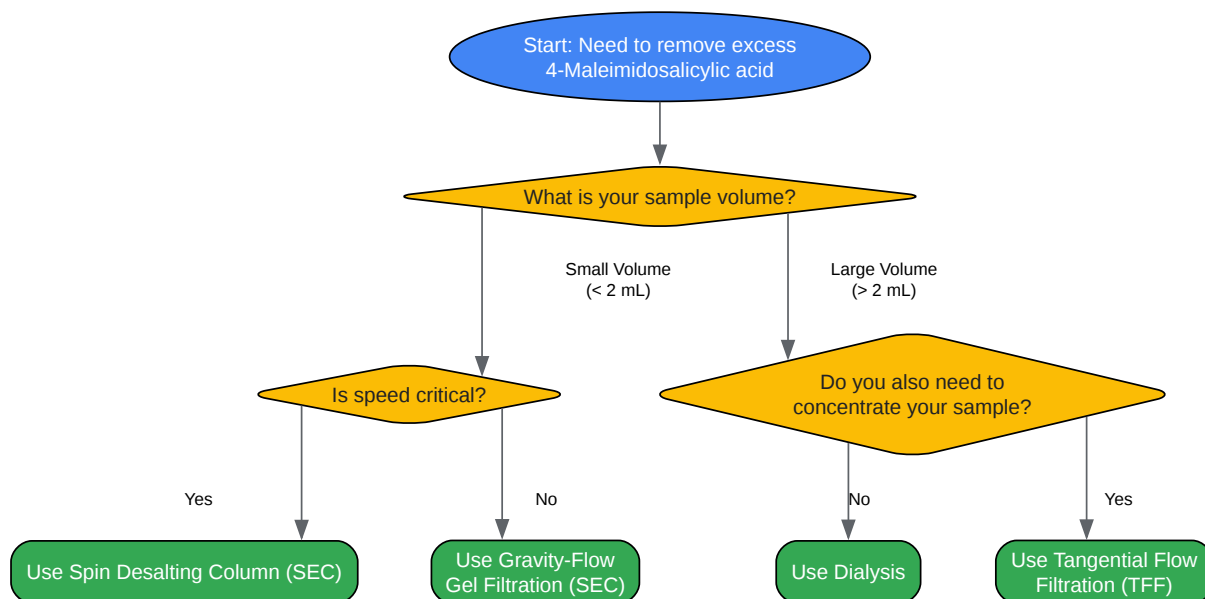 Start: Need to remove excess
4-Maleimidosalicylic acid
What is your sample volume?
Small Volume
(< 2 mL)
Large Volume
(> 2 mL)
Is speed critical?
Do you also need to
concentrate your sample?
Yes
No
No
Yes
Use Spin Desalting Column (SEC)
Use Gravity-Flow
Gel Filtration (SEC)
Use Dialysis
Use Tangential Flow
Filtration (TFF)